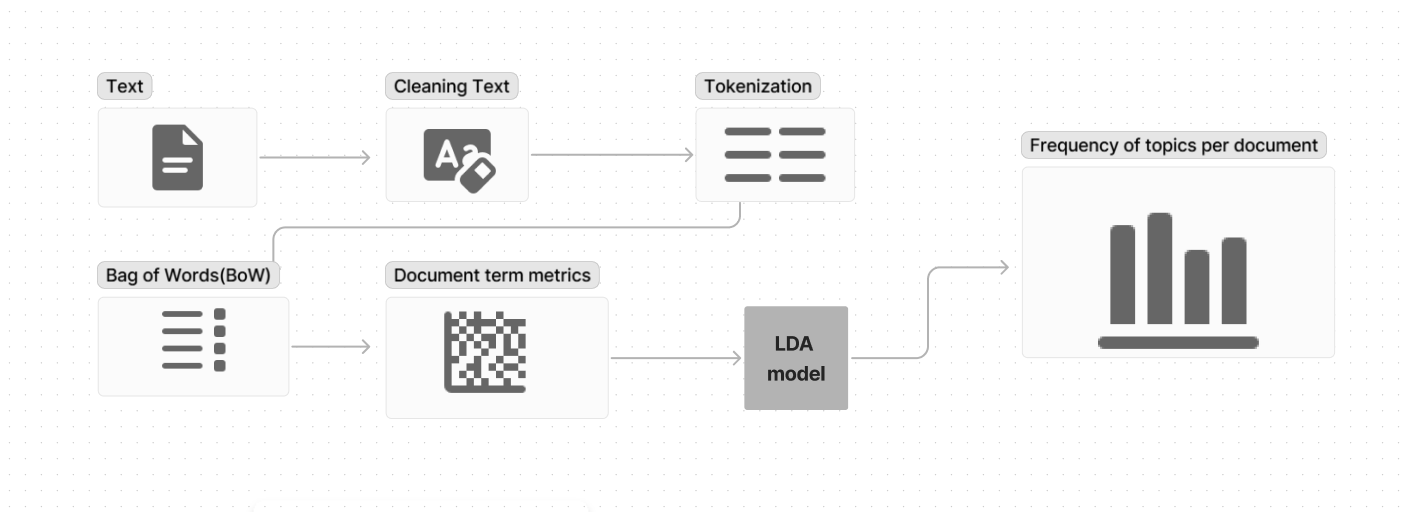 Text
Cleaning Text
Tokenization
Frequency of topics per document
Bag of Words(BoW)
Document term metrics
LDA
model